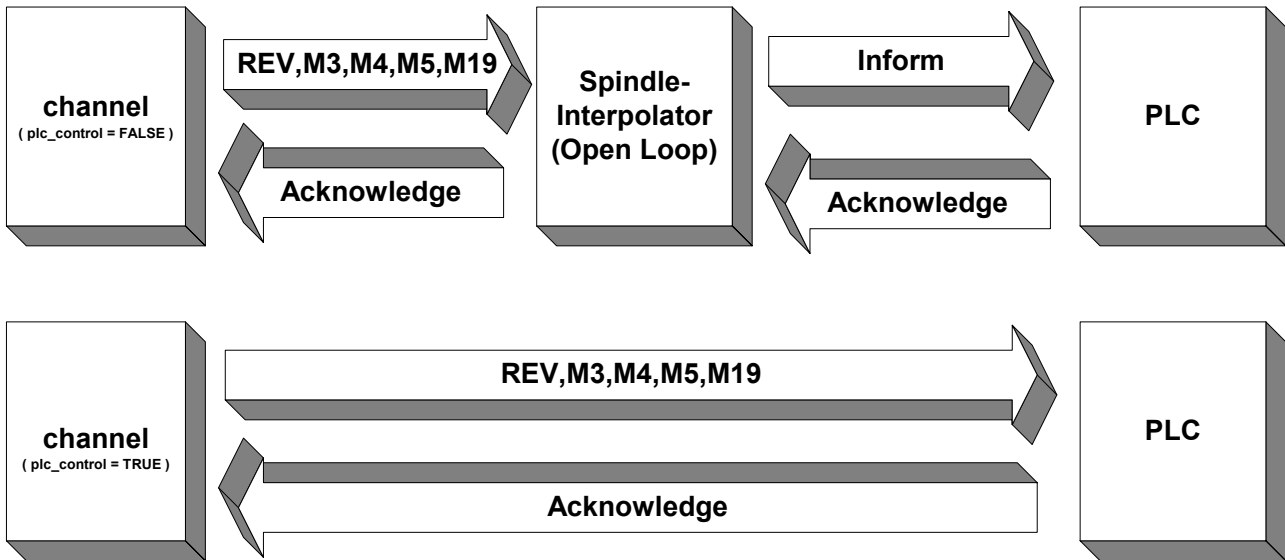 REV,M3,M4,M5,M19
Inform
channel
( plc_control = FALSE )
Spindle-
Interpolator
(Open Loop)
PLC
Acknowledge
Acknowledge
REV,M3,M4,M5,M19
channel
( plc_control = TRUE )
PLC
Acknowledge